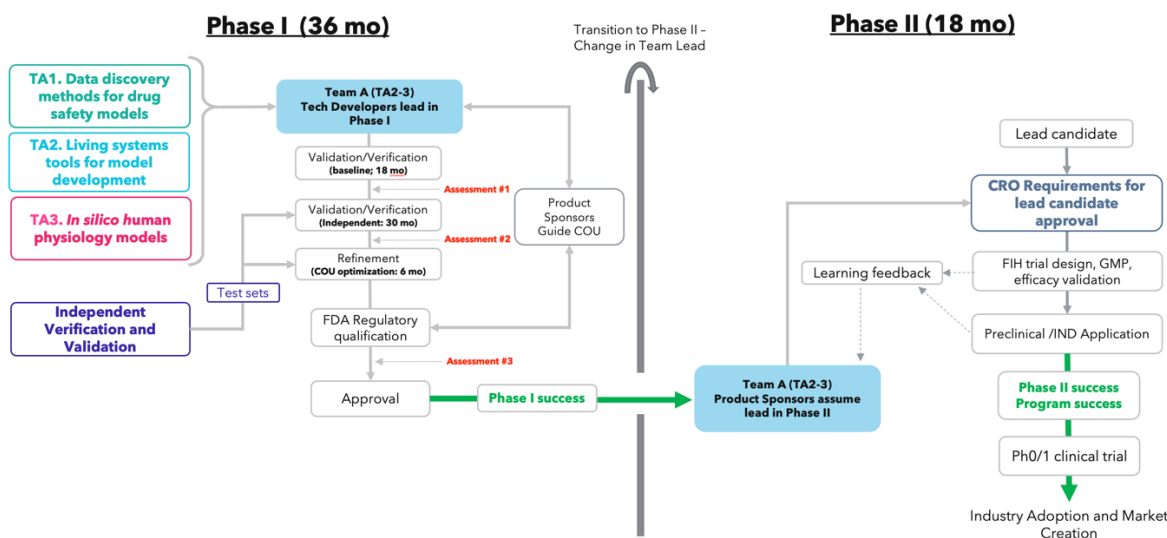 Phase I (36 mo)
TA1. Data discovery
methods for drug
safety models
TA2. Living systems
tools for model
development
TA3. In silico human
physiology models
Independent
Verification and
Validation
Test sets
Team A (TA2-3)
Tech Developers lead in
Phase I
Validation/Verification
(baseline; 18 mo)
Assessment #1
Validation/Verification
(Independent: 30 mo)
Assessment #2
Refinement
(COU optimization: 6 mo)
Product
Sponsors
Guide COU
FDA Regulatory
qualification
Assessment #3
Approval
Phase I success
Transition to Phase II –
Change in Team Lead
Phase II (18 mo)
Lead candidate
CRO Requirements for
lead candidate
approval
Learning feedback
FIH trial design, GMP,
efficacy validation
Preclinical /IND Application
Team A (TA2-3)
Product Sponsors assume
lead in Phase II
Phase II success
Program success
Ph0/1 clinical trial
Industry Adoption and Market
Creation